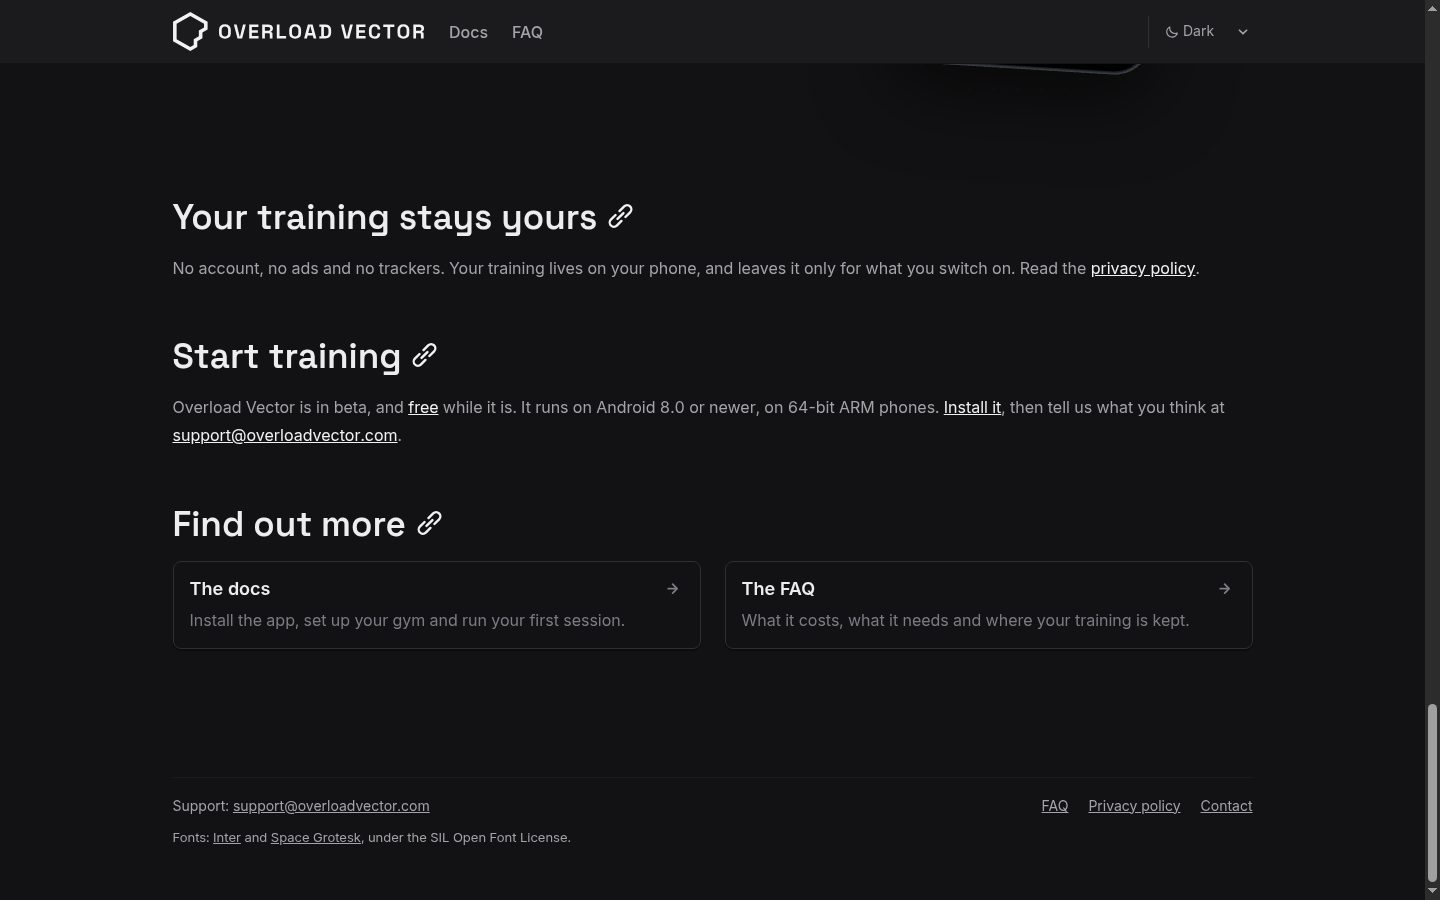 OVERLOAD VECTOR
Docs
FAQ
Dark
Your training stays yours
No account, no ads and no trackers. Your training lives on your phone, and leaves it only for what you switch on. Read the privacy policy.
Start training
Overload Vector is in beta, and free while it is. It runs on Android 8.0 or newer, on 64-bit ARM phones. Install it, then tell us what you think at
support@overloadvector.com.
Find out more
The docs
Install the app, set up your gym and run your first session.
The FAQ
What it costs, what it needs and where your training is kept.
Support: support@overloadvector.com
FAQ
Privacy policy
Contact
Fonts: Inter and Space Grotesk, under the SIL Open Font License.